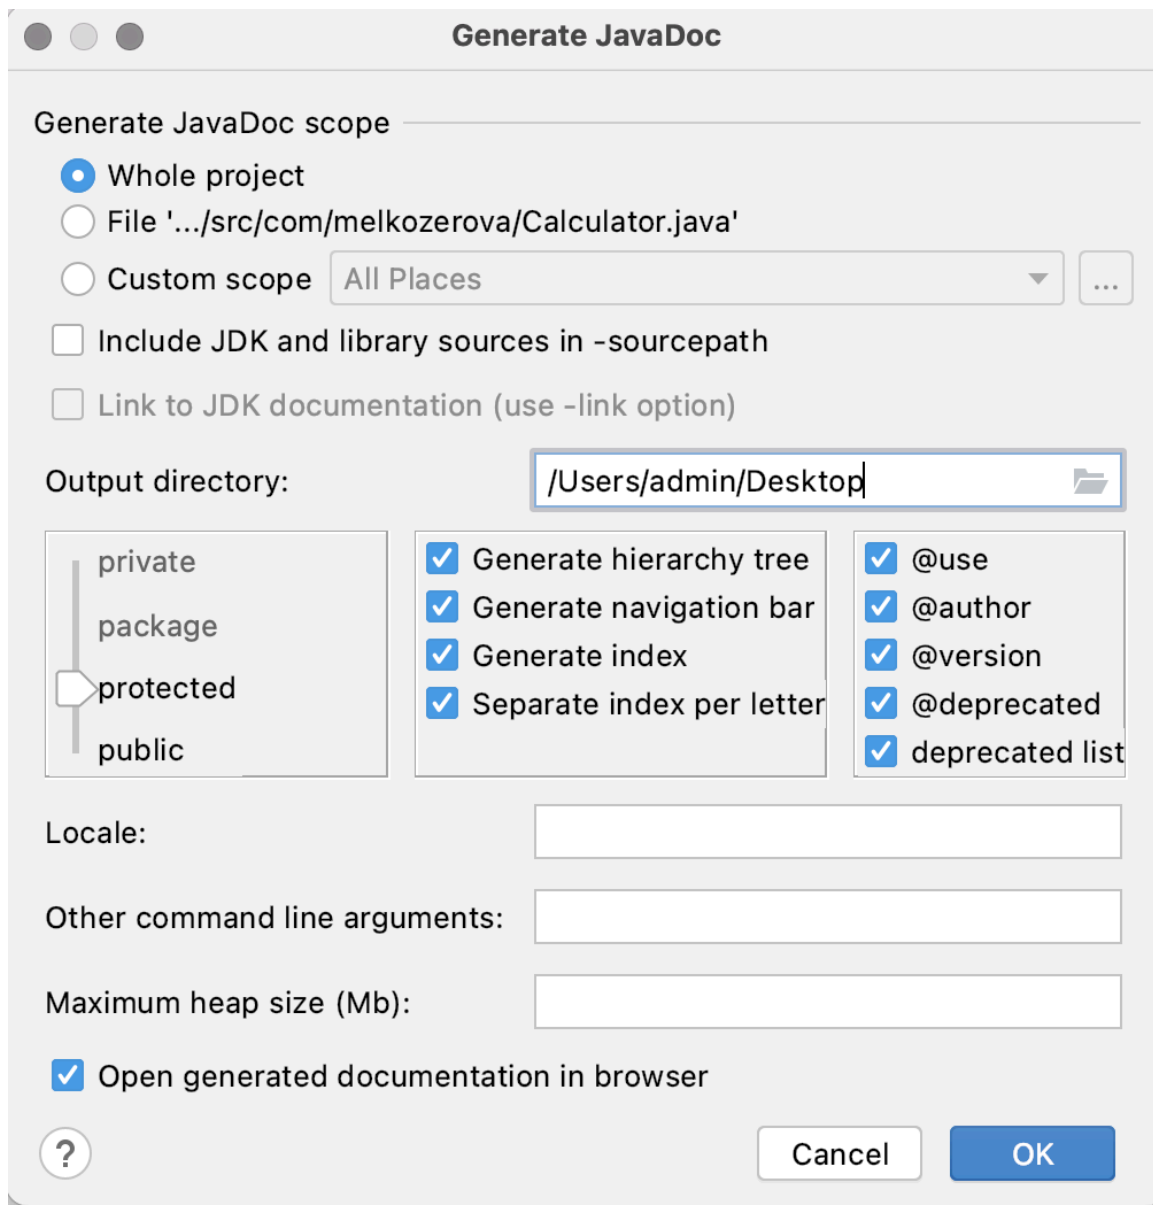 Generate JavaDoc
Generate JavaDoc scope
Whole project
File '.../src/com/melkozerova/Calculator.java'
Custom scope All Places ...
Include JDK and library sources in -sourcepath
Link to JDK documentation (use -link option)
Output directory: /Users/admin/Desktop
private
package
protected
public
Generate hierarchy tree
Generate navigation bar
Generate index
Separate index per letter
@use
@author
@version
@deprecated
deprecated list
Locale:
Other command line arguments:
Maximum heap size (Mb):
Open generated documentation in browser
? Cancel OK